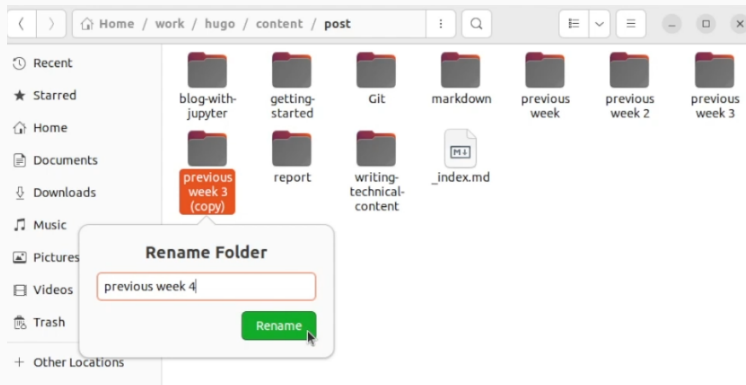 Home / work / hugo / content / post
Recent
Starred
Home
Documents
Downloads
Music
Pictures
Videos
Trash
+ Other Locations
blog-with-
jupyter
getting-
started
Git
markdown
previous
week
previous
week 2
previous
week 3
previous
week 3
(copy)
report
writing-
technical-
content
M↓
_index.md
Rename Folder
previous week 4
Rename